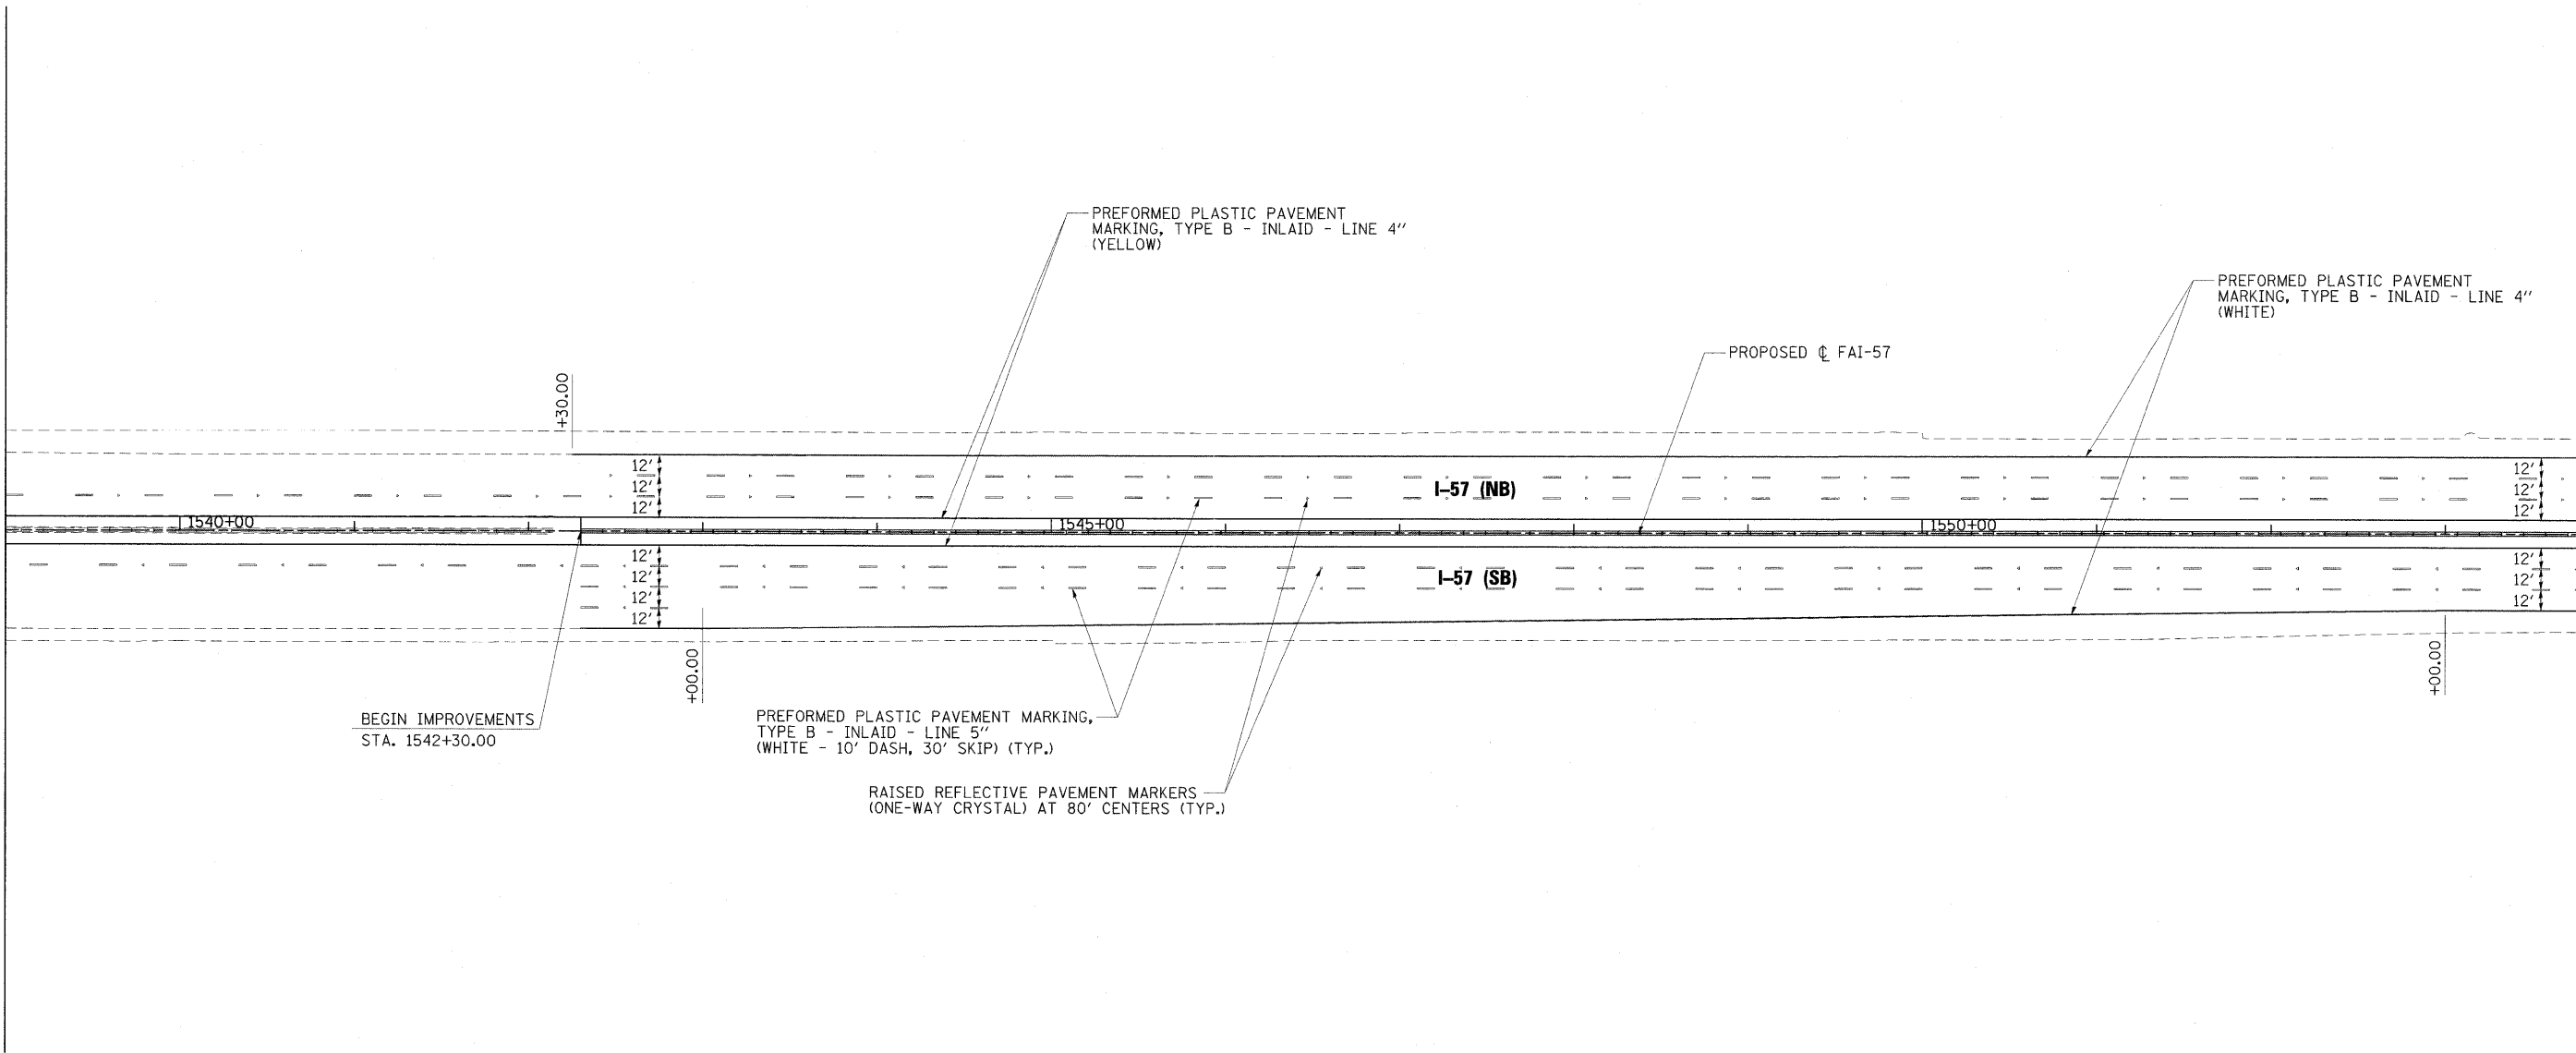 PREFORMED PLASTIC PAVEMENT
MARKING, TYPE B - INLAID - LINE 4"
(YELLOW)
PREFORMED PLASTIC PAVEMENT
MARKING, TYPE B - INLAID - LINE 4"
(WHITE)
PROPOSED ℄ FAI-57
+30.00
12'
12'
12'
I-57 (NB)
12'
12'
12'
1540+00
1545+00
1550+00
12'
12'
12'
12'
I-57 (SB)
12'
12'
12'
+00.00
+00.00
BEGIN IMPROVEMENTS
STA. 1542+30.00
PREFORMED PLASTIC PAVEMENT MARKING,
TYPE B - INLAID - LINE 5"
(WHITE - 10' DASH, 30' SKIP) (TYP.)
RAISED REFLECTIVE PAVEMENT MARKERS
(ONE-WAY CRYSTAL) AT 80' CENTERS (TYP.)